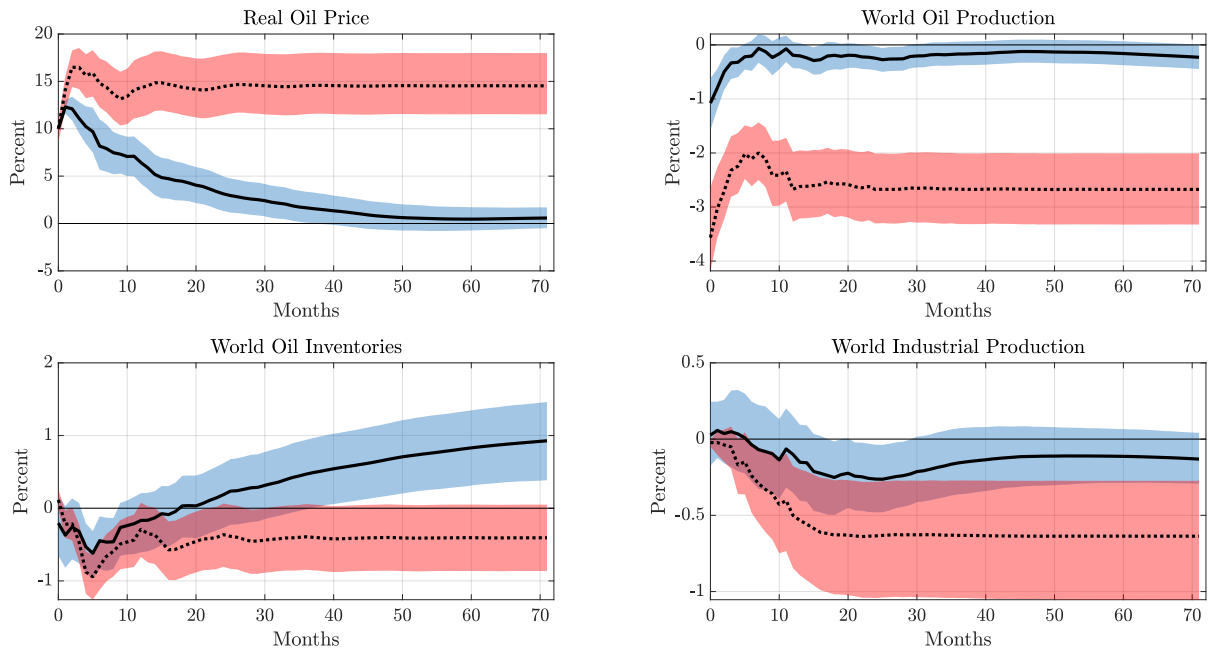 Real Oil Price
20
15
10
5
0
-5
Percent
0 10 20 30 40 50 60 70
Months
World Oil Production
0
-1
-2
-3
-4
Percent
0 10 20 30 40 50 60 70
Months
World Oil Inventories
2
1
0
-1
Percent
0 10 20 30 40 50 60 70
Months
World Industrial Production
0.5
0
-0.5
-1
Percent
0 10 20 30 40 50 60 70
Months